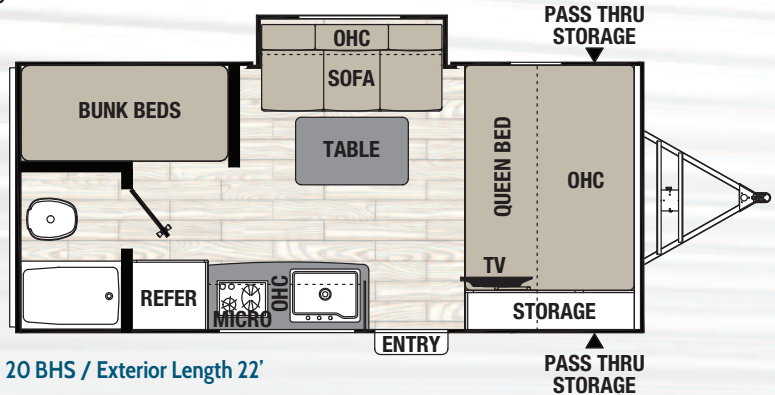 PASS THRU
STORAGE
OHC
SOFA
BUNK BEDS
TABLE
QUEEN BED
OHC
TV
REFER
OHC
MICRO
STORAGE
ENTRY
20 BHS / Exterior Length 22’
PASS THRU
STORAGE